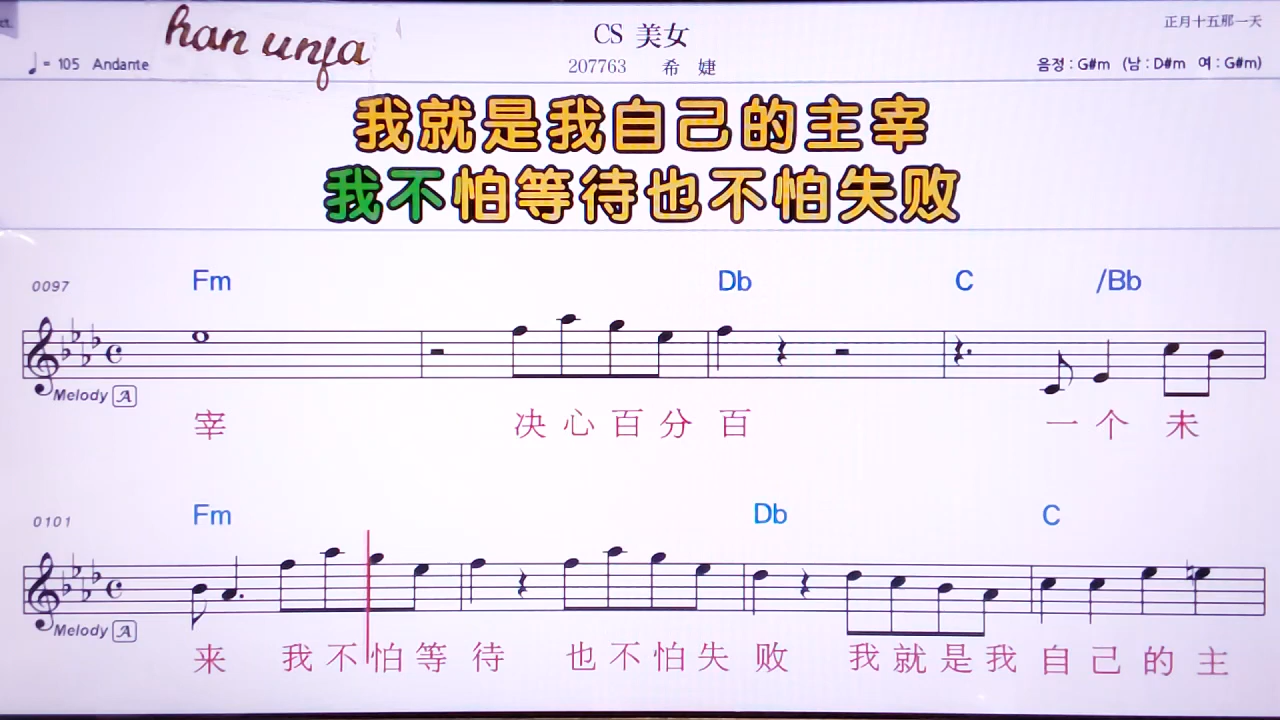 ct.
han unfa
CS 美女
正月十五那一天
♩= 105 Andante
207763 希 婕
음정 : G#m (남 : D#m 여 : G#m)
我就是我自己的主宰
我不怕等待也不怕失败
0097 Fm Db C /Bb
Melody A
宰 决 心 百 分 百 一 个 未
0101 Fm Db C
Melody A
来 我 不 怕 等 待 也 不 怕 失 败 我 就 是 我 自 己 的 主